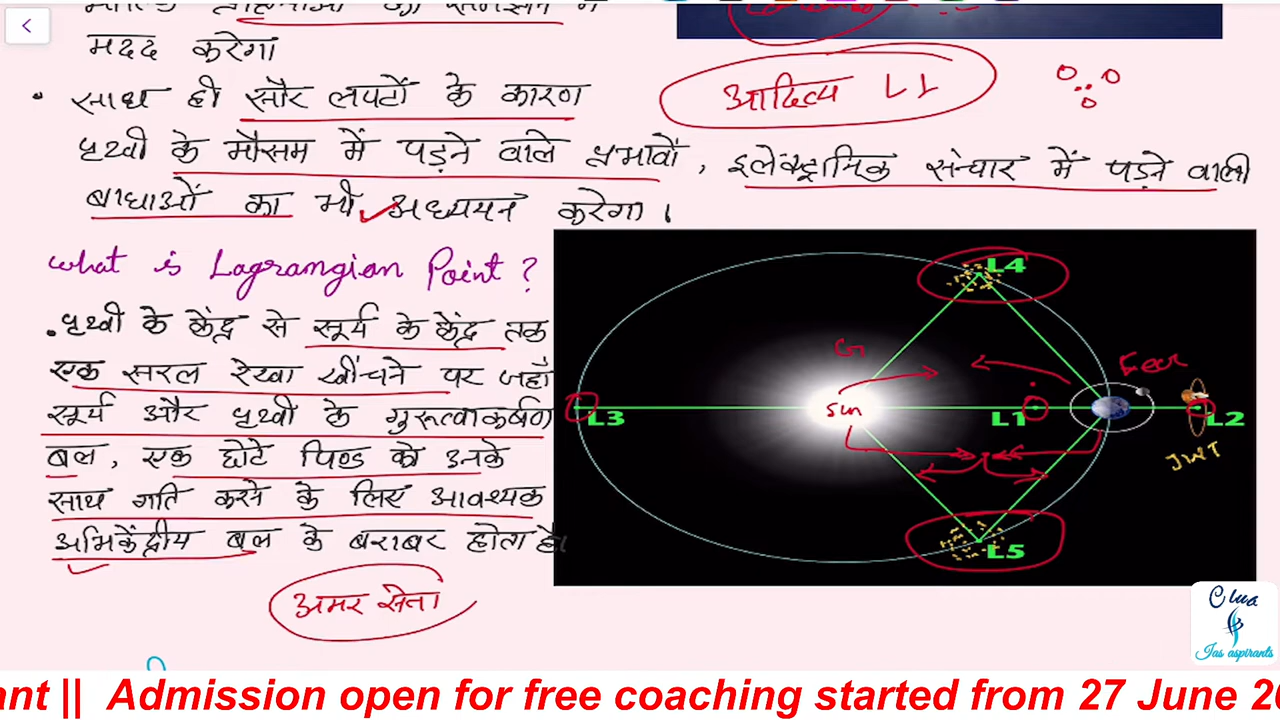 मदद करेगा
• साथ ही सौर लपटों के कारण
पृथ्वी के मौसम में पड़ने वाले प्रभावों, इलेक्ट्रानिक संन्चार में पड़ने वाली
बाधाओं का भी अध्ययन करेगा।
आदित्य L1
What is Lagrangian Point?
• पृथ्वी के केंद्र से सूर्य के केंद्र तक
एक सरल रेखा खींचने पर जहाँ
सूर्य और पृथ्वी के गुरूत्वाकर्षण
बल, एक छोटे पिण्ड को उनके
साथ गति करने के लिए आवश्यक
अभिकेंद्रीय बल के बराबर होता है।
L4
G
Sun
L3
L1
L2
L5
Clua
Ias aspirants
ant || Admission open for free coaching started from 27 June 20